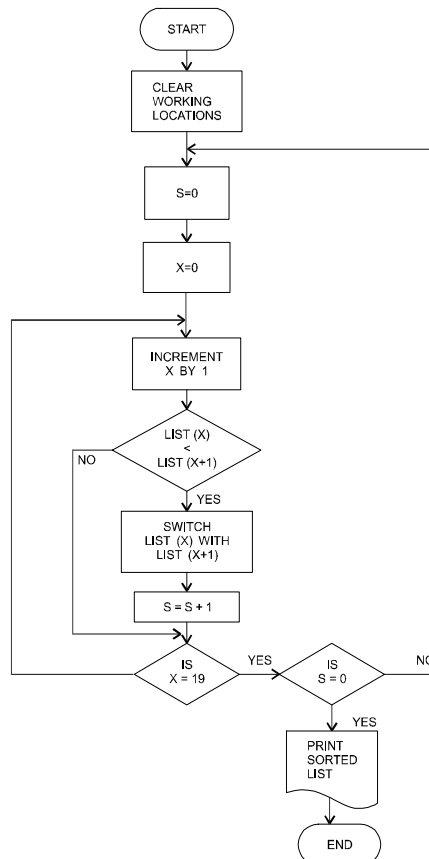 START
CLEAR
WORKING
LOCATIONS
S=0
X=0
INCREMENT
X BY 1
LIST (X)
<
LIST (X+1)
NO
YES
SWITCH
LIST (X) WITH
LIST (X+1)
S = S + 1
IS
X = 19
YES
IS
S = 0
NO
YES
PRINT
SORTED
LIST
END